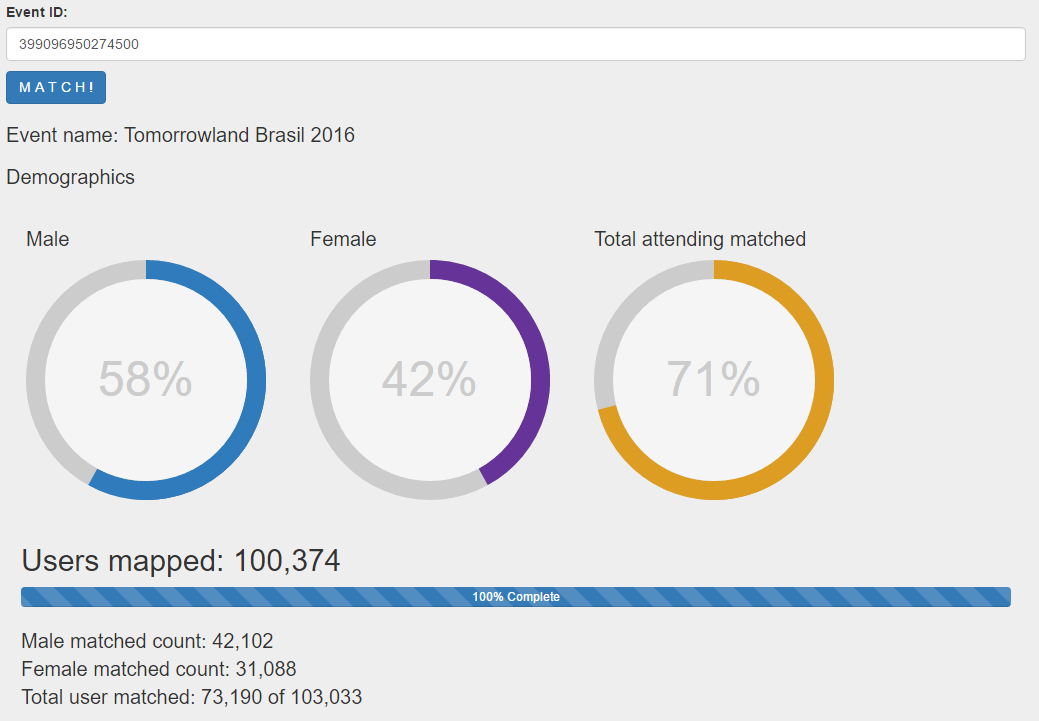 Event ID:
399096950274500
MATCH!
Event name: Tomorrowland Brasil 2016
Demographics
Male Female Total attending matched
58% 42% 71%
Users mapped: 100,374
100% Complete
Male matched count: 42,102
Female matched count: 31,088
Total user matched: 73,190 of 103,033